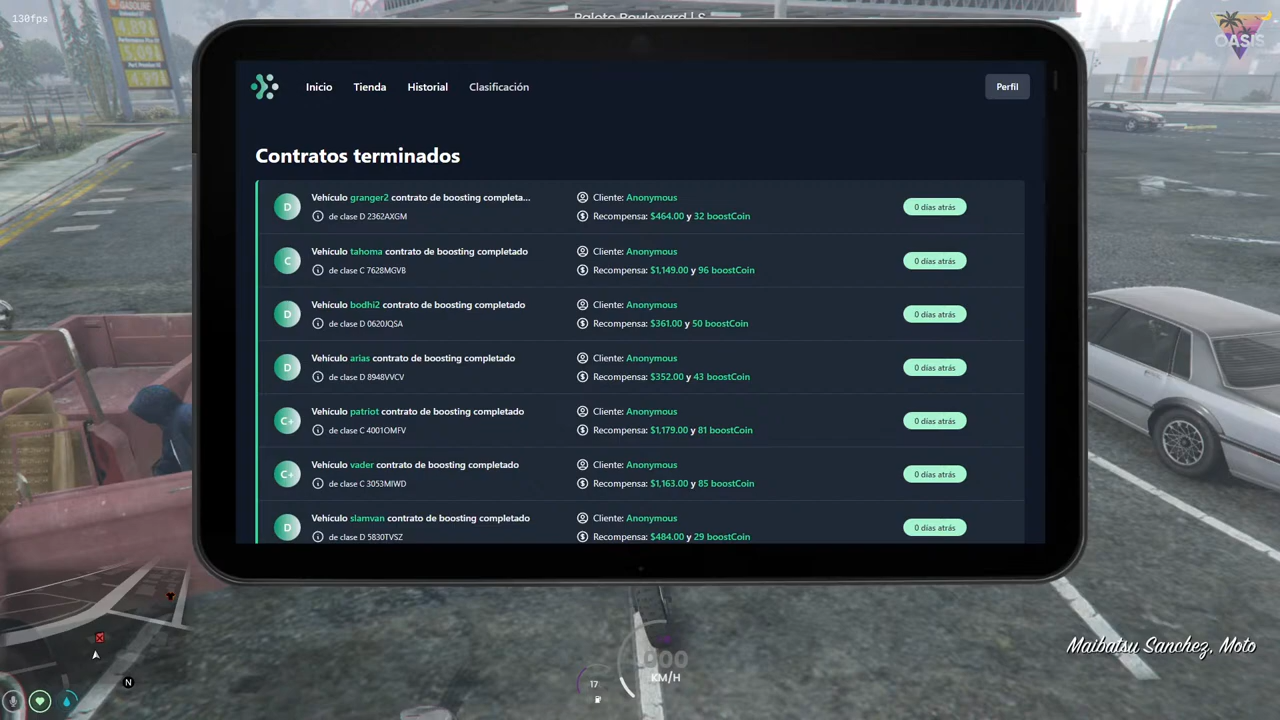 130fps
Paleto Boulevard | S
OASIS
GASOLINE
Inicio
Tienda
Historial
Clasificación
Perfil
Contratos terminados
D
Vehículo granger2 contrato de boosting completa...
de clase D 2362AXGM
Cliente: Anonymous
Recompensa: $464.00 y 32 boostCoin
0 días atrás
C
Vehículo tahoma contrato de boosting completado
de clase C 7628MGVB
Cliente: Anonymous
Recompensa: $1,149.00 y 96 boostCoin
0 días atrás
D
Vehículo bodhi2 contrato de boosting completado
de clase D 0620JQSA
Cliente: Anonymous
Recompensa: $361.00 y 50 boostCoin
0 días atrás
D
Vehículo arias contrato de boosting completado
de clase D 8948VVCV
Cliente: Anonymous
Recompensa: $352.00 y 43 boostCoin
0 días atrás
C+
Vehículo patriot contrato de boosting completado
de clase C 4001OMFV
Cliente: Anonymous
Recompensa: $1,179.00 y 81 boostCoin
0 días atrás
C+
Vehículo vader contrato de boosting completado
de clase C 3053MIWD
Cliente: Anonymous
Recompensa: $1,163.00 y 85 boostCoin
0 días atrás
D
Vehículo slamvan contrato de boosting completado
de clase D 5830TVSZ
Cliente: Anonymous
Recompensa: $484.00 y 29 boostCoin
0 días atrás
Maibatsu Sanchez, Moto
000
KM/H
17
N